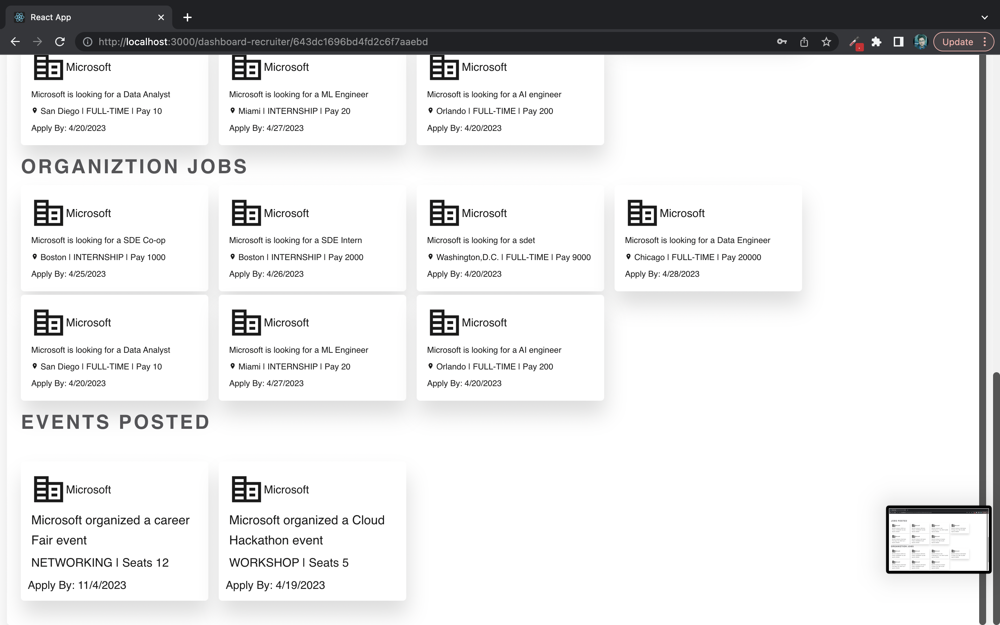 React App
http://localhost:3000/dashboard-recruiter/643dc1696bd4fd2c6f7aaebd
Update
Microsoft
Microsoft is looking for a Data Analyst
San Diego | FULL-TIME | Pay 10
Apply By: 4/20/2023
Microsoft
Microsoft is looking for a ML Engineer
Miami | INTERNSHIP | Pay 20
Apply By: 4/27/2023
Microsoft
Microsoft is looking for a AI engineer
Orlando | FULL-TIME | Pay 200
Apply By: 4/20/2023
ORGANIZTION JOBS
Microsoft
Microsoft is looking for a SDE Co-op
Boston | INTERNSHIP | Pay 1000
Apply By: 4/25/2023
Microsoft
Microsoft is looking for a SDE Intern
Boston | INTERNSHIP | Pay 2000
Apply By: 4/26/2023
Microsoft
Microsoft is looking for a sdet
Washington,D.C. | FULL-TIME | Pay 9000
Apply By: 4/20/2023
Microsoft
Microsoft is looking for a Data Engineer
Chicago | FULL-TIME | Pay 20000
Apply By: 4/28/2023
Microsoft
Microsoft is looking for a Data Analyst
San Diego | FULL-TIME | Pay 10
Apply By: 4/20/2023
Microsoft
Microsoft is looking for a ML Engineer
Miami | INTERNSHIP | Pay 20
Apply By: 4/27/2023
Microsoft
Microsoft is looking for a AI engineer
Orlando | FULL-TIME | Pay 200
Apply By: 4/20/2023
EVENTS POSTED
Microsoft
Microsoft organized a career
Fair event
NETWORKING | Seats 12
Apply By: 11/4/2023
Microsoft
Microsoft organized a Cloud
Hackathon event
WORKSHOP | Seats 5
Apply By: 4/19/2023
JOBS POSTED
ORGANIZTION JOBS